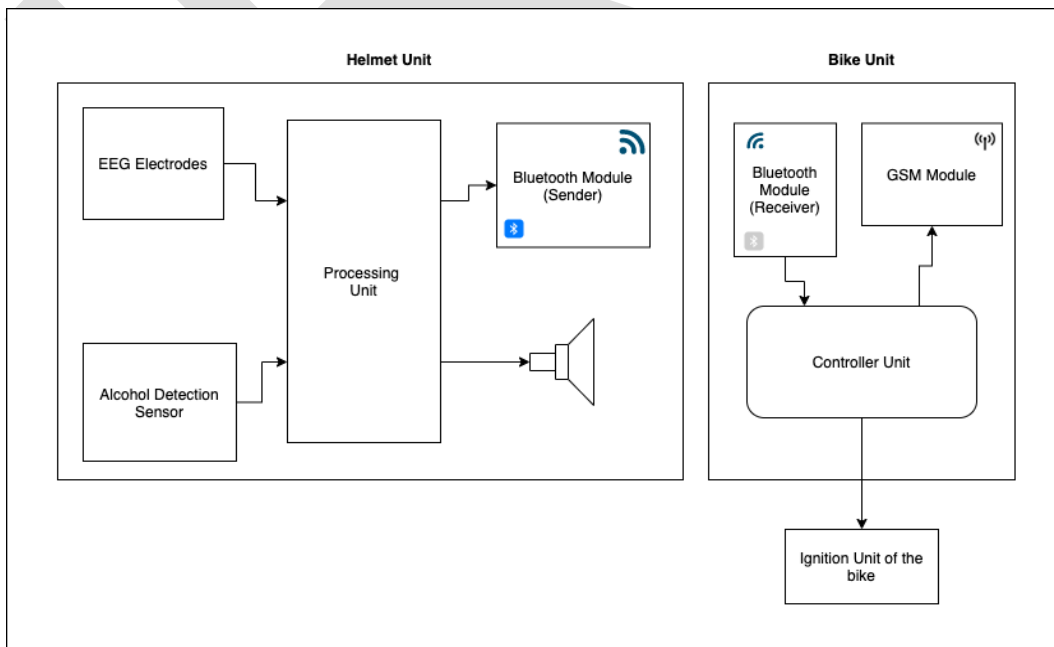 Helmet Unit
Bike Unit
EEG Electrodes
Bluetooth Module
(Sender)
Bluetooth
Module
(Receiver)
GSM Module
Processing
Unit
Alcohol Detection
Sensor
Controller Unit
Ignition Unit of the
bike